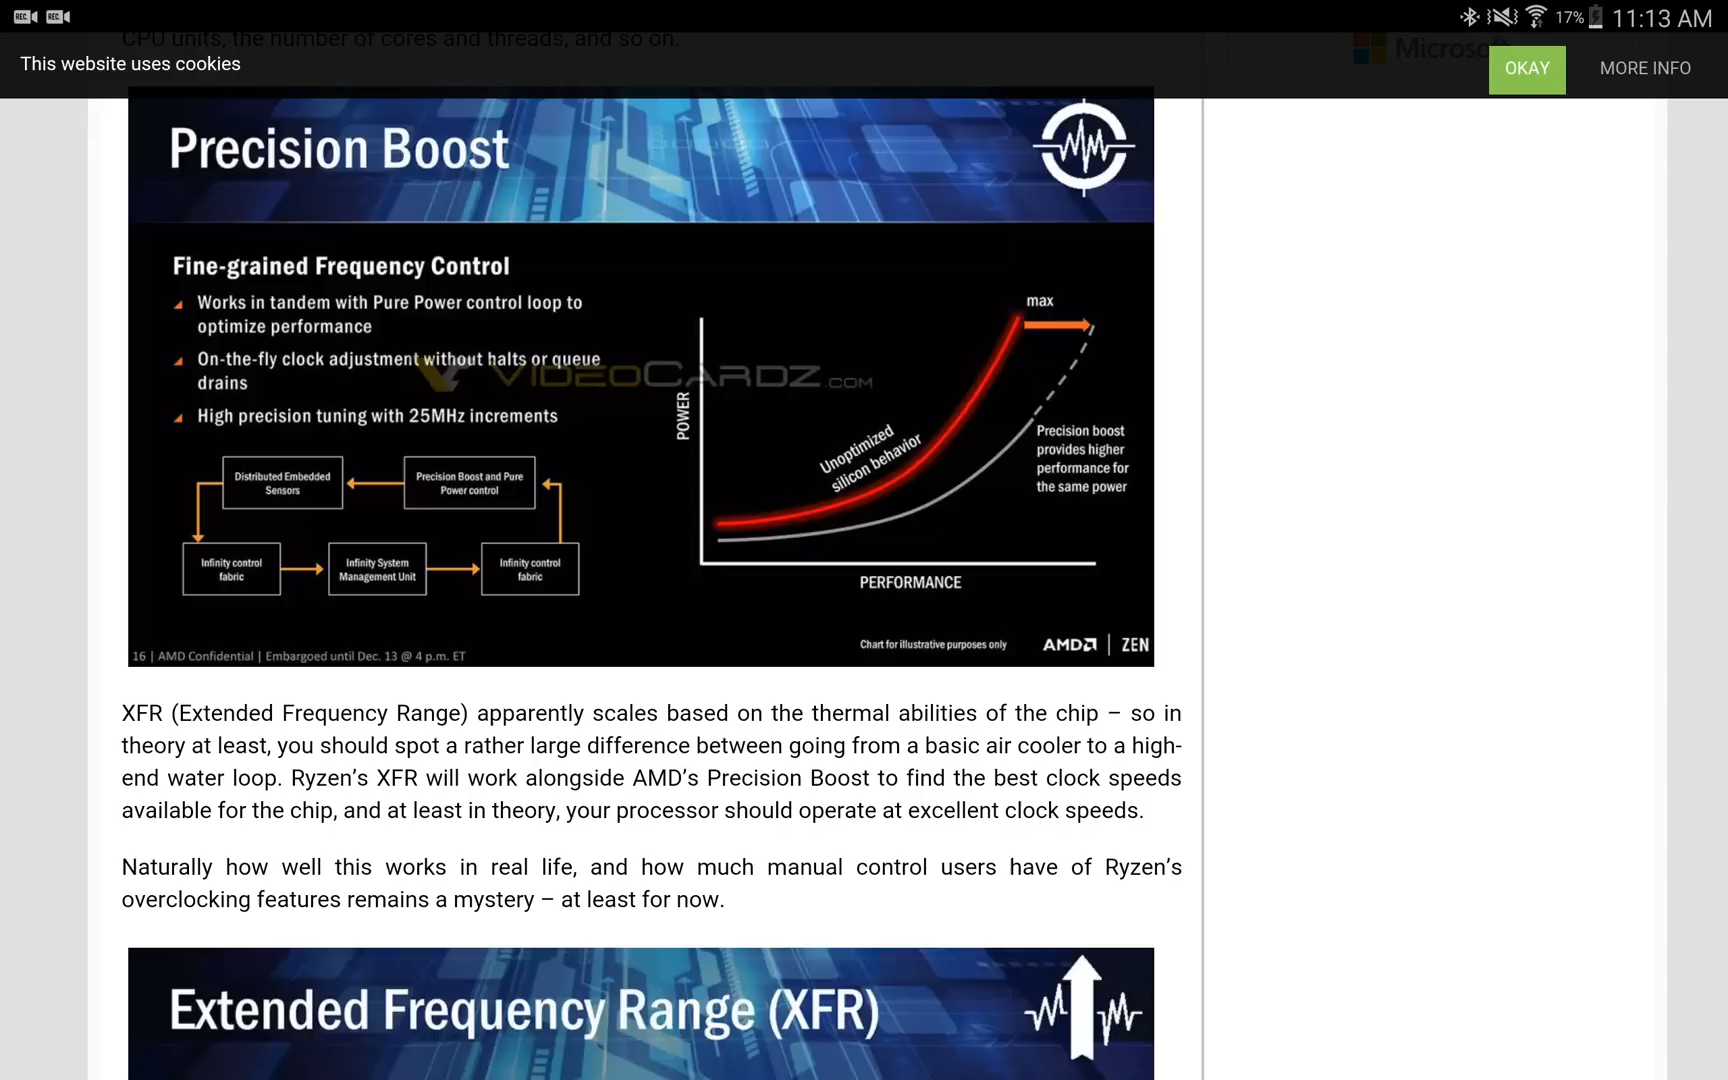 REC. REC. 17% 11:13 AM
CPU units, the number of cores and threads, and so on.
This website uses cookies
OKAY
MORE INFO
Precision Boost
Fine-grained Frequency Control
Works in tandem with Pure Power control loop to
optimize performance
On-the-fly clock adjustment without halts or queue
drains
High precision tuning with 25MHz increments
VIDEOCARDZ.COM
Distributed Embedded
Sensors
Precision Boost and Pure
Power control
Infinity control
fabric
Infinity System
Management Unit
Infinity control
fabric
max
POWER
Unoptimized
silicon behavior
Precision boost
provides higher
performance for
the same power
PERFORMANCE
Chart for illustrative purposes only
AMD | ZEN
16 | AMD Confidential | Embargoed until Dec. 13 @ 4 p.m. ET
XFR (Extended Frequency Range) apparently scales based on the thermal abilities of the chip – so in
theory at least, you should spot a rather large difference between going from a basic air cooler to a high-
end water loop. Ryzen’s XFR will work alongside AMD’s Precision Boost to find the best clock speeds
available for the chip, and at least in theory, your processor should operate at excellent clock speeds.
Naturally how well this works in real life, and how much manual control users have of Ryzen’s
overclocking features remains a mystery – at least for now.
Extended Frequency Range (XFR)